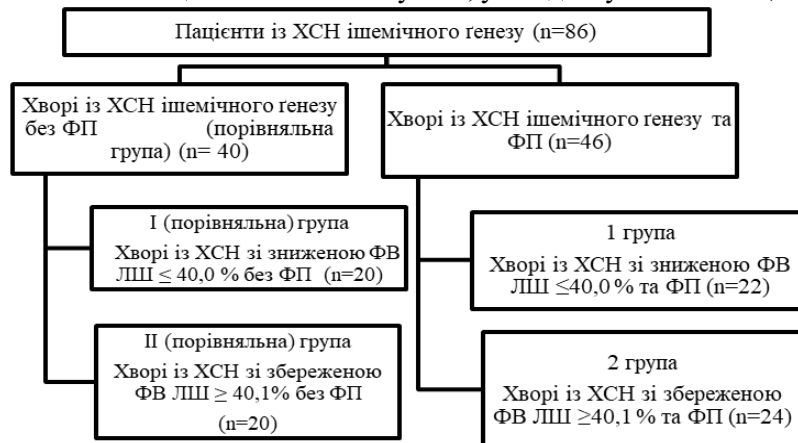 Пацієнти із ХСН ішемічного ґенезу (n=86)
Хворі із ХСН ішемічного ґенезу
без ФП (порівняльна
група) (n= 40)
Хворі із ХСН ішемічного ґенезу та
ФП (n=46)
І (порівняльна) група
Хворі із ХСН зі зниженою ФВ
ЛШ ≤ 40,0 % без ФП (n=20)
1 група
Хворі із ХСН зі зниженою ФВ
ЛШ ≤40,0 % та ФП (n=22)
ІІ (порівняльна) група
Хворі із ХСН зі збереженою
ФВ ЛШ ≥ 40,1% без ФП
(n=20)
2 група
Хворі із ХСН зі збереженою
ФВ ЛШ ≥40,1 % та ФП (n=24)